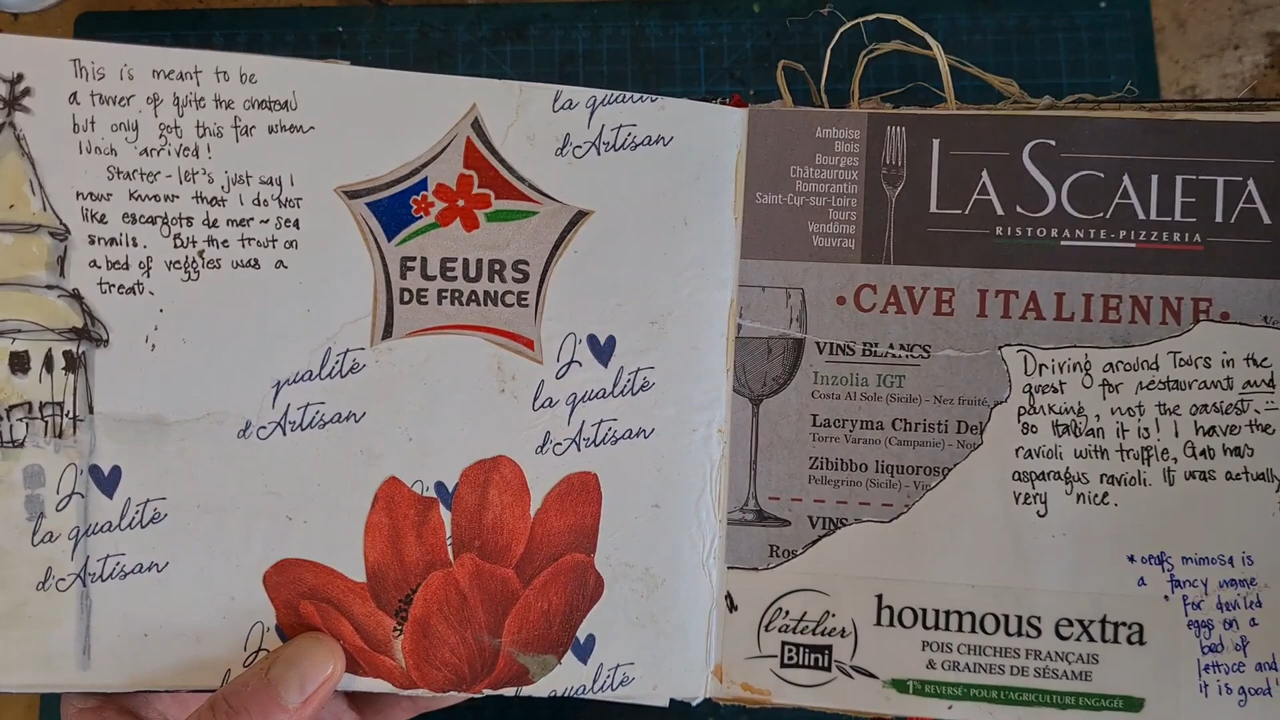 This is meant to be
a tower of quite the chateau
but only got this far when
lunch arrived!
Starter - let's just say I
now know that I do NOT
like escargots de mer ~ sea
snails. But the trout on
a bed of veggies was a
treat.
la qualit
d'Artisan
FLEURS
DE FRANCE
qualité
d'Artisan
J'♥
la qualité
d'Artisan
J'♥
la qualité
d'Artisan
J'
qualité
Amboise
Blois
Bourges
Châteauroux
Romorantin
Saint-Cyr-sur-Loire
Tours
Vendôme
Vouvray
LA SCALETA
RISTORANTE-PIZZERIA
•CAVE ITALIENNE•
VINS BLANCS
Inzolia IGT
Costa Al Sole (Sicile) - Nez fruité,
Lacryma Christi Del
Torre Varano (Campanie) - Not
Zibibbo liquoroso
Pellegrino (Sicile) - Vin
VINS
Ros
Driving around Tours in the
quest for restaurant and
parking, not the easiest.
so Italian it is! I have the
ravioli with truffle, Gab has
asparagus ravioli. It was actually
very nice.
*oeufs mimosa is
a fancy name
for deviled
eggs on a
bed of
lettuce and
it is good
l'atelier
Blini
houmous extra
POIS CHICHES FRANÇAIS
& GRAINES DE SÉSAME
1% REVERSÉ* POUR L'AGRICULTURE ENGAGÉE